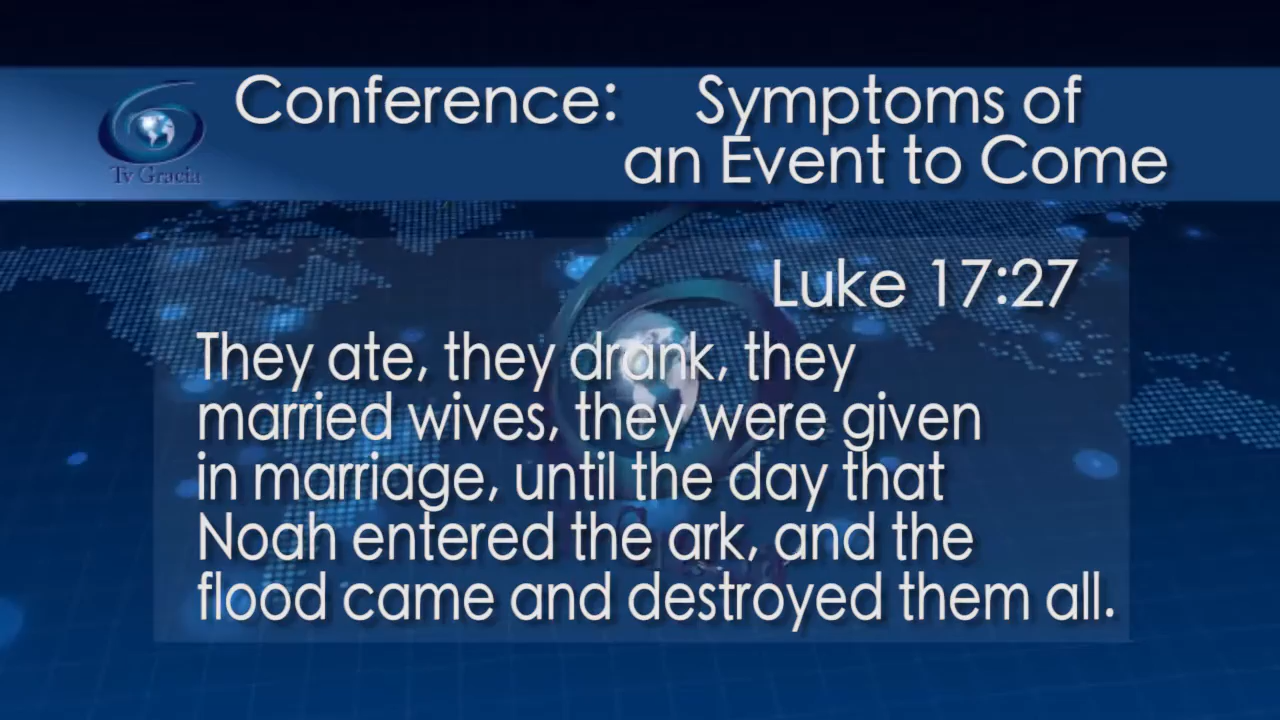 Conference: Symptoms of
an Event to Come
Tv Gracia
Luke 17:27
They ate, they drank, they
married wives, they were given
in marriage, until the day that
Noah entered the ark, and the
flood came and destroyed them all.